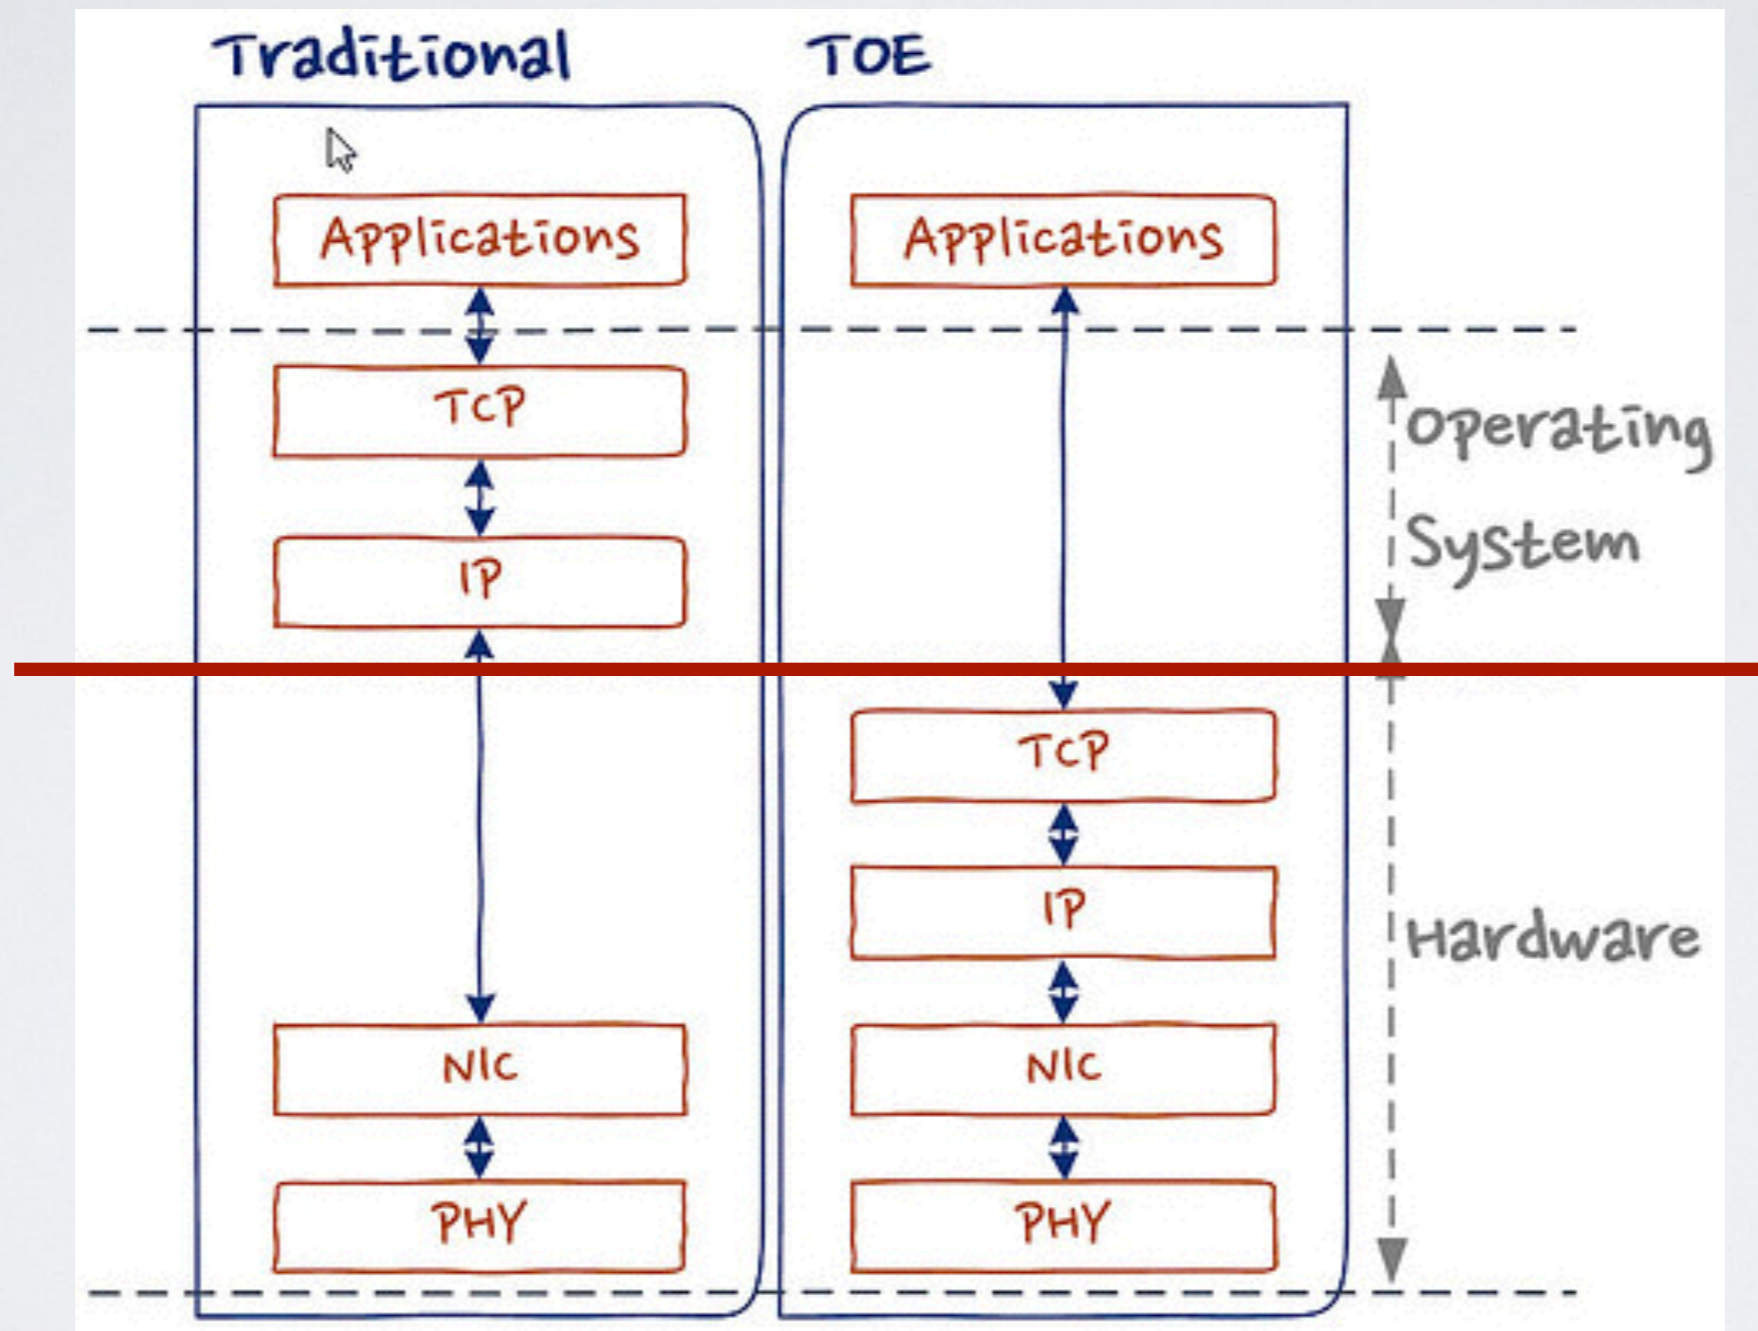 Traditional
TOE
Applications
TCP
IP
NIC
PHY
Applications
TCP
IP
NIC
PHY
Operating
System
Hardware